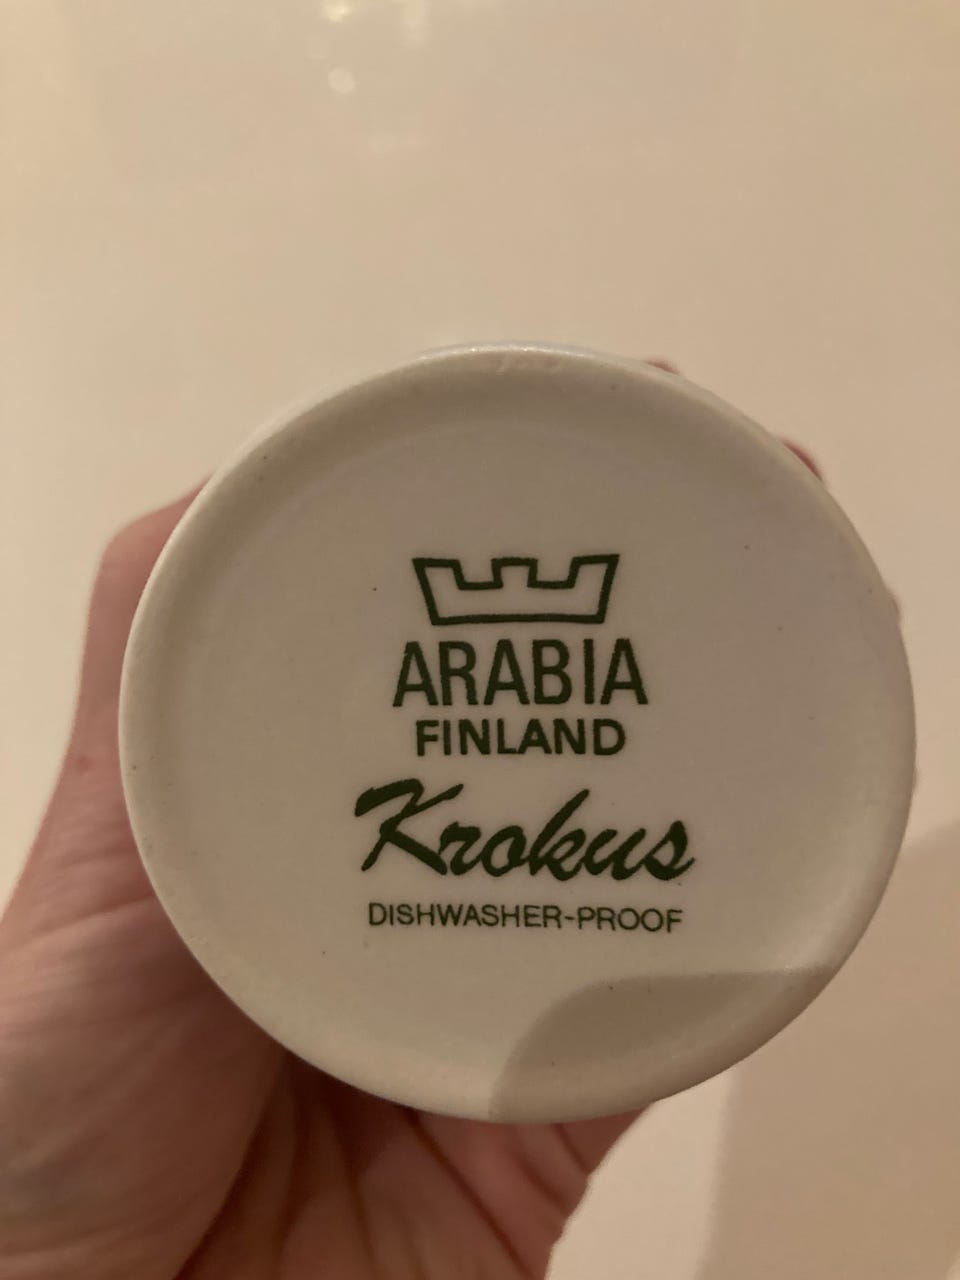 ARABIA
FINLAND
Krokus
DISHWASHER-PROOF